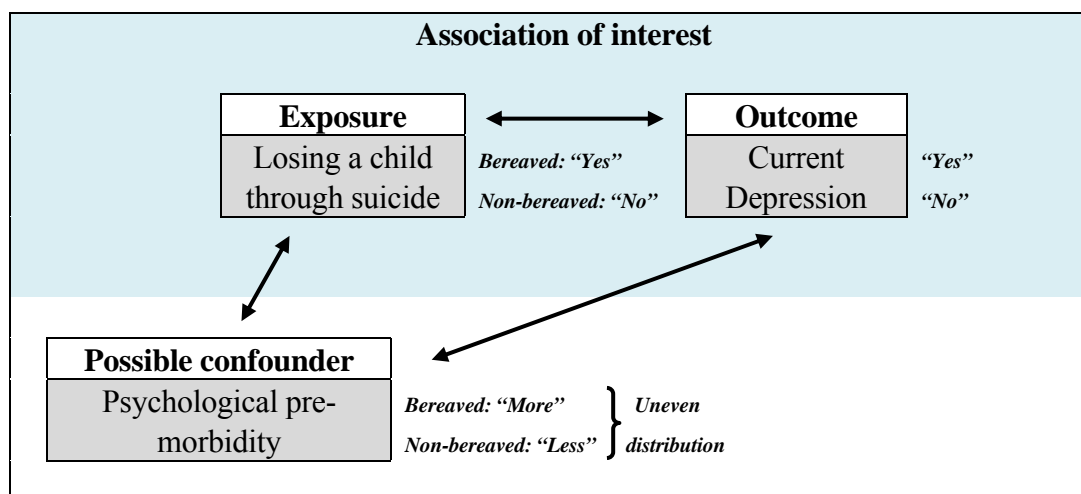 Association of interest
Exposure
Losing a child
through suicide
Bereaved: “Yes”
Non-bereaved: “No”
Outcome
Current
Depression
“Yes”
“No”
Possible confounder
Psychological pre-
morbidity
Bereaved: “More”
Non-bereaved: “Less”
Uneven
distribution